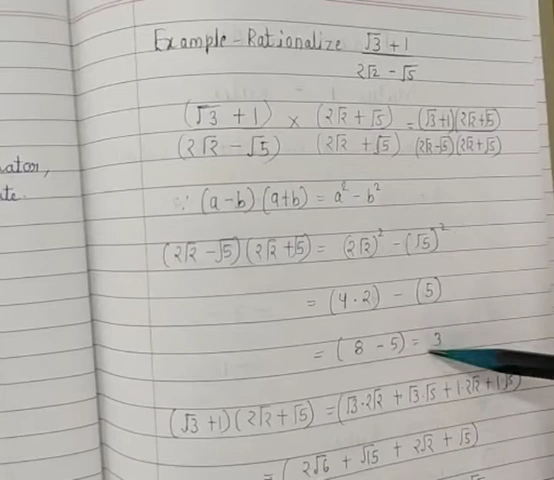 Example - Rationalize (√3 + 1)/(2√2 - √5)
(√3 + 1)/(2√2 - √5) × (2√2 + √5)/(2√2 + √5) = (√3+1)(2√2+√5)/(2√2-√5)(2√2+√5)
nator,
te.
∵ (a-b) (a+b) = a² - b²
(2√2 - √5)(2√2 + √5) = (2√2)² - (√5)²
= (4·2) - (5)
= (8 - 5) = 3
(√3 + 1)(2√2 + √5) = (√3·2√2 + √3·√5 + 1·2√2 + 1·√5)
= (2√6 + √15 + 2√2 + √5)